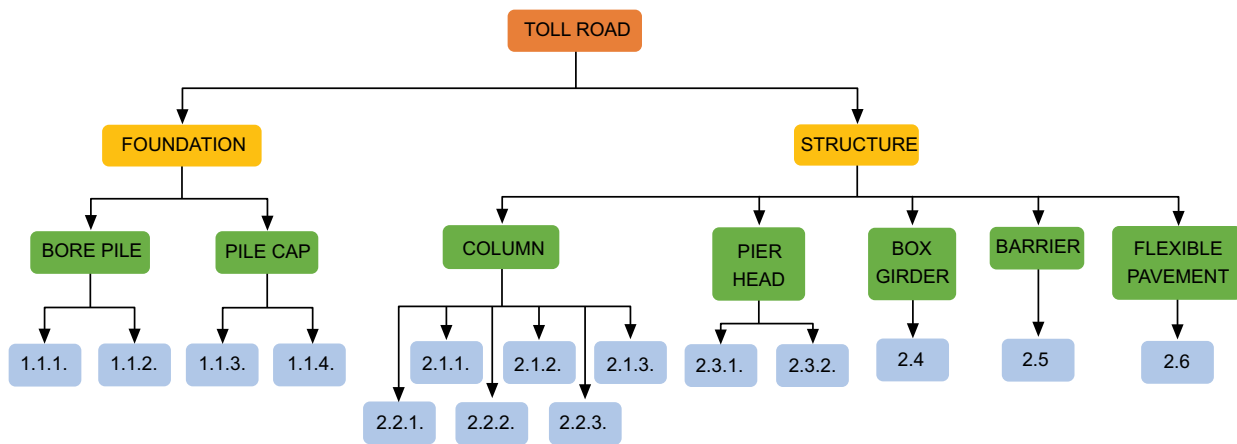 TOLL ROAD
FOUNDATION
STRUCTURE
BORE PILE
PILE CAP
COLUMN
PIER
HEAD
BOX
GIRDER
BARRIER
FLEXIBLE
PAVEMENT
1.1.1.
1.1.2.
1.1.3.
1.1.4.
2.1.1.
2.1.2.
2.1.3.
2.3.1.
2.3.2.
2.4
2.5
2.6
2.2.1.
2.2.2.
2.2.3.